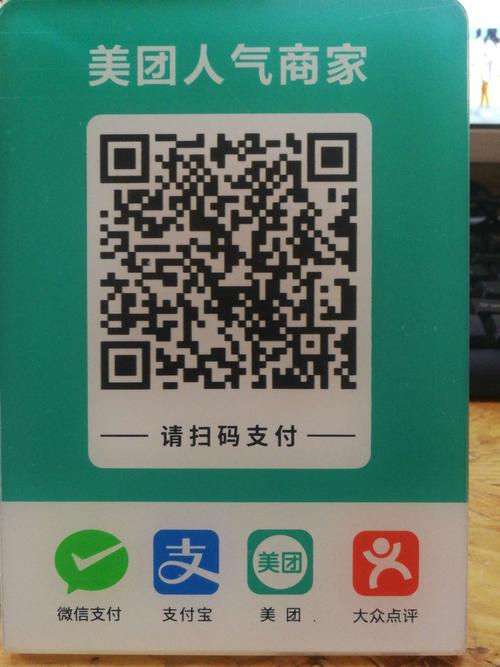 美团人气商家
请扫码支付
支
美团
微信支付
支付宝
美团
大众点评